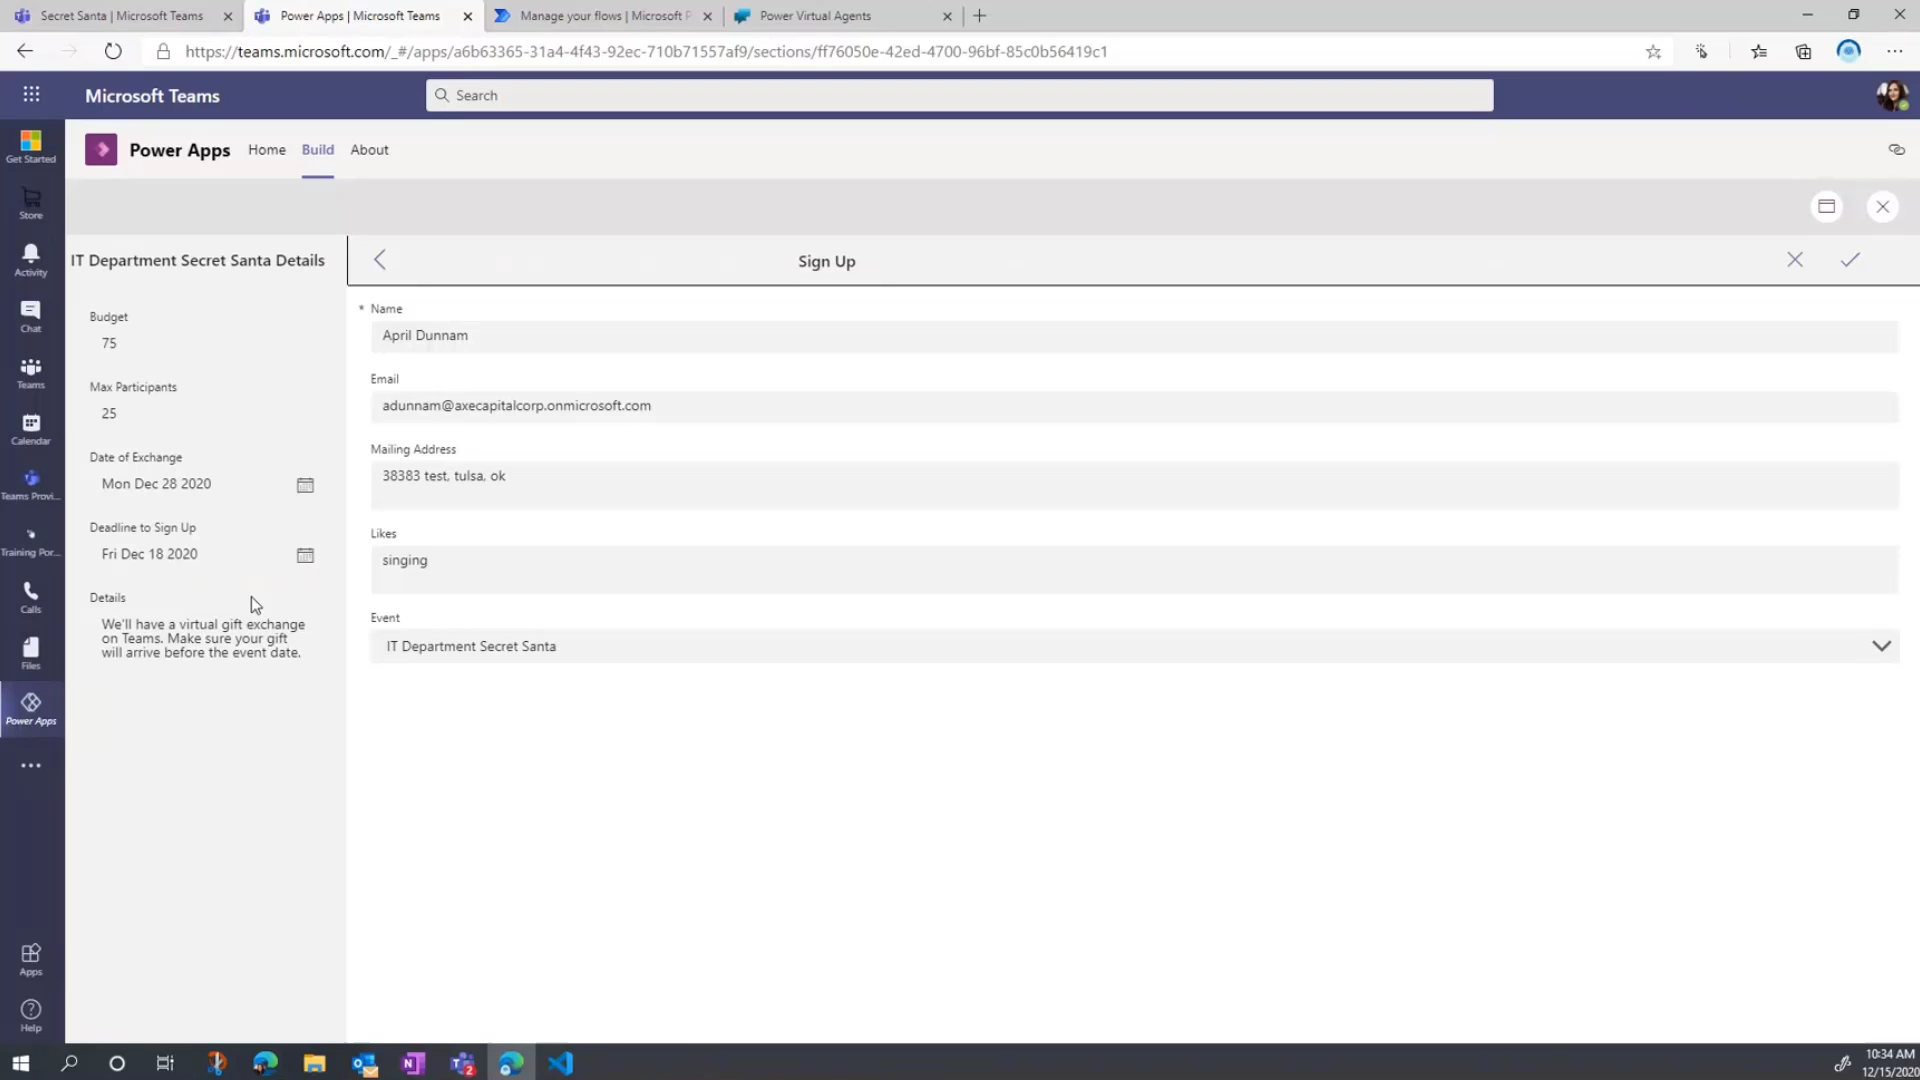 Secret Santa | Microsoft Teams
Power Apps | Microsoft Teams
Manage your flows | Microsoft P
Power Virtual Agents
https://teams.microsoft.com/_#/apps/a6b63365-31a4-4f43-92ec-710b71557af9/sections/ff76050e-42ed-4700-96bf-85c0b56419c1
Microsoft Teams
Search
Get Started
Store
Activity
Chat
Teams
Calendar
Teams Provi...
Training Por...
Calls
Files
Power Apps
Apps
Help
Power Apps
Home
Build
About
IT Department Secret Santa Details
Budget
75
Max Participants
25
Date of Exchange
Mon Dec 28 2020
Deadline to Sign Up
Fri Dec 18 2020
Details
We'll have a virtual gift exchange
on Teams. Make sure your gift
will arrive before the event date.
Sign Up
* Name
April Dunnam
Email
adunnam@axecapitalcorp.onmicrosoft.com
Mailing Address
38383 test, tulsa, ok
Likes
singing
Event
IT Department Secret Santa
2
10:34 AM
12/15/2020